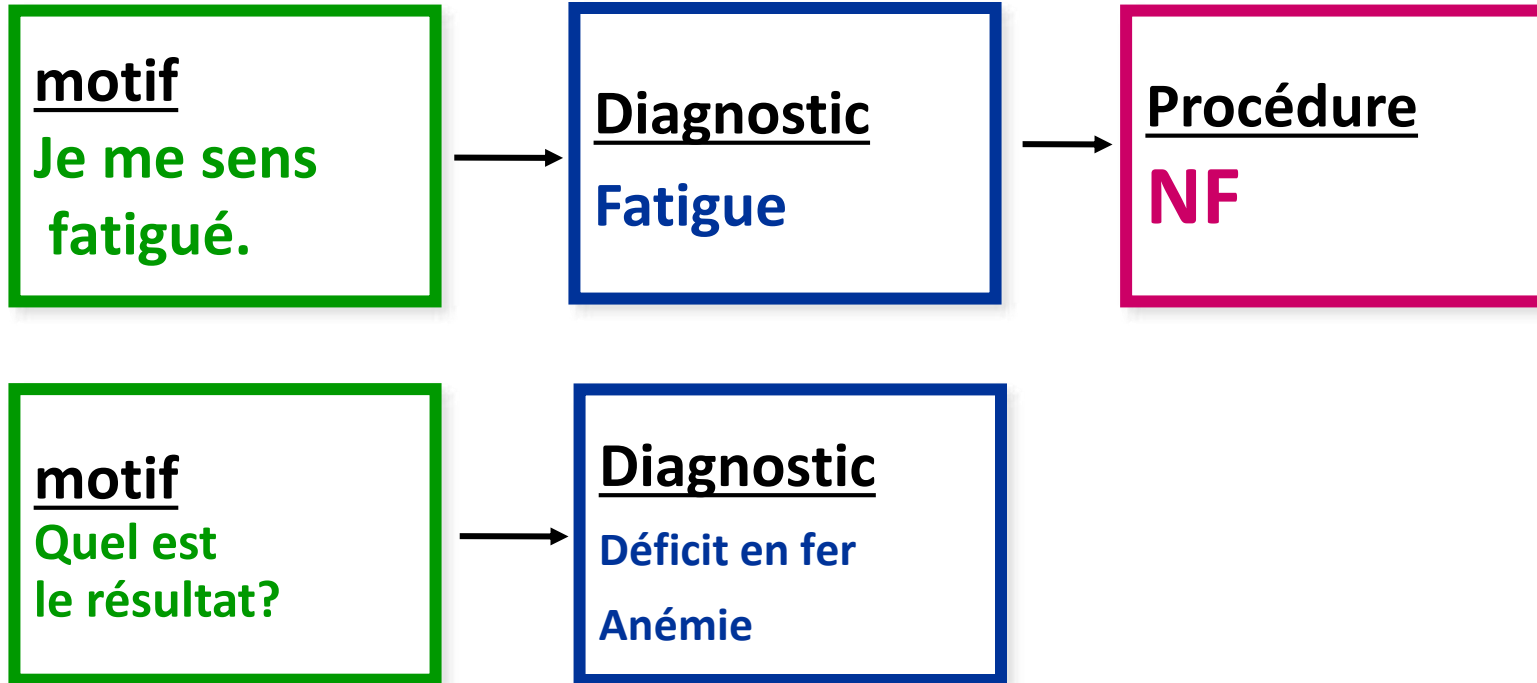 motif
Je me sens
fatigué.
Diagnostic
Fatigue
Procédure
NF
motif
Quel est
le résultat?
Diagnostic
Déficit en fer
Anémie